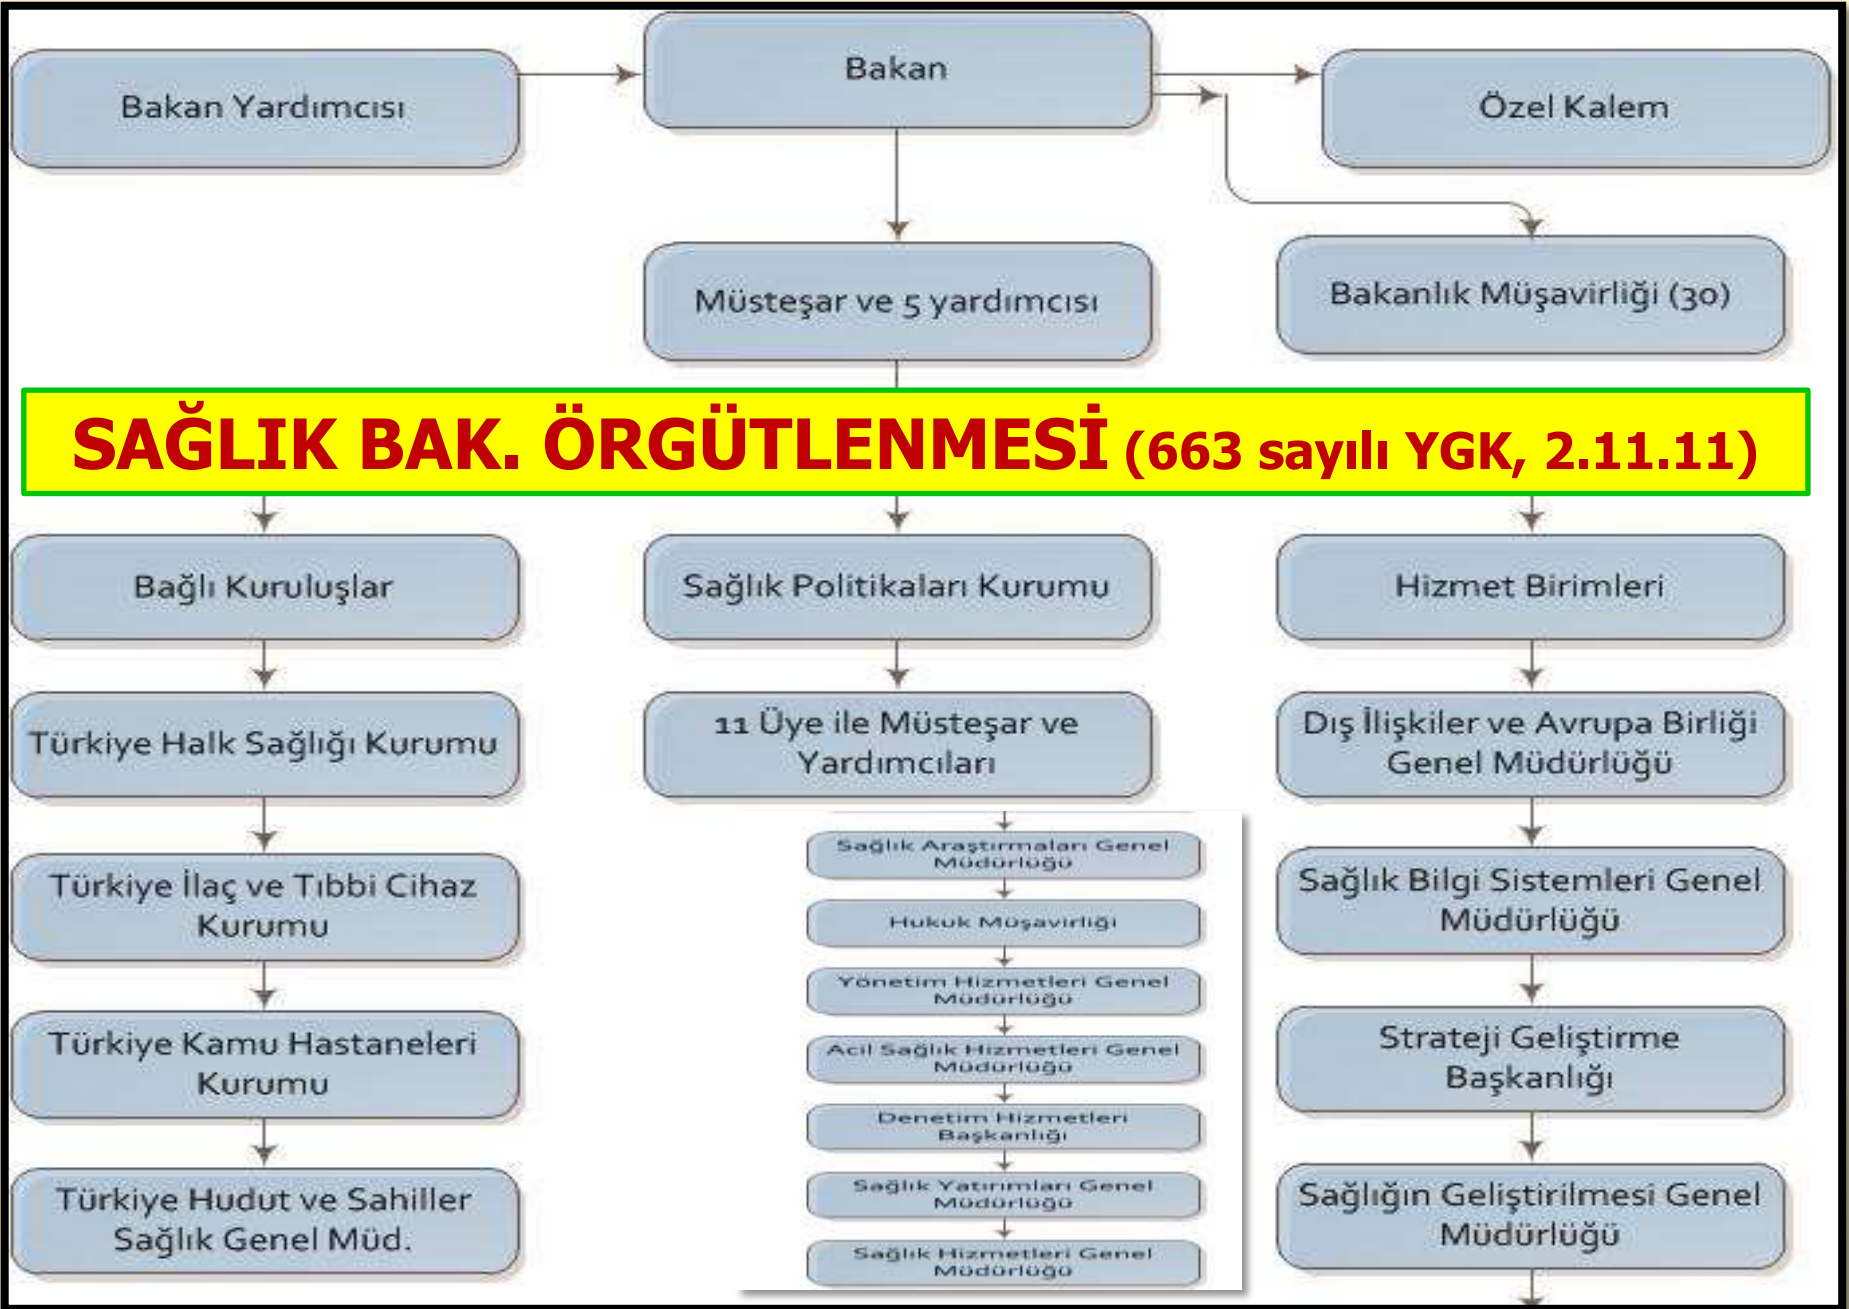 Bakan Yardımcısı
Bakan
Özel Kalem
Müsteşar ve 5 yardımcısı
Bakanlık Müşavirliği (30)
SAĞLIK BAK. ÖRGÜTLENMESİ (663 sayılı YGK, 2.11.11)
Bağlı Kuruluşlar
Türkiye Halk Sağlığı Kurumu
Türkiye İlaç ve Tıbbi Cihaz
Kurumu
Türkiye Kamu Hastaneleri
Kurumu
Türkiye Hudut ve Sahiller
Sağlık Genel Müd.
Sağlık Politikaları Kurumu
11 Üye ile Müsteşar ve
Yardımcıları
Sağlık Araştırmaları Genel
Müdürlüğü
Hukuk Müşavirliği
Yönetim Hizmetleri Genel
Müdürlüğü
Acil Sağlık Hizmetleri Genel
Müdürlüğü
Denetim Hizmetleri
Başkanlığı
Sağlık Yatırımları Genel
Müdürlüğü
Sağlık Hizmetleri Genel
Müdürlüğü
Hizmet Birimleri
Dış İlişkiler ve Avrupa Birliği
Genel Müdürlüğü
Sağlık Bilgi Sistemleri Genel
Müdürlüğü
Strateji Geliştirme
Başkanlığı
Sağlığın Geliştirilmesi Genel
Müdürlüğü